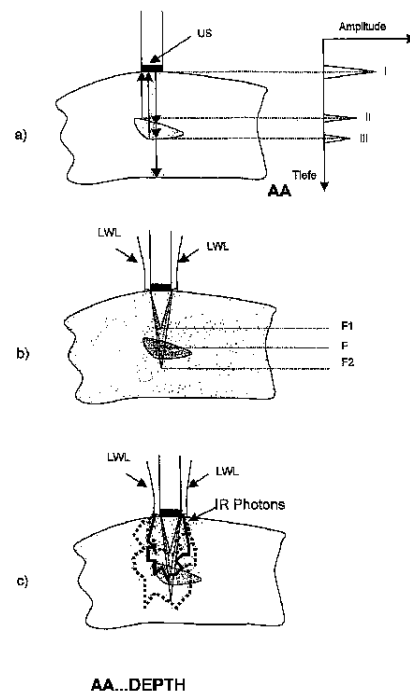 Amplitude
US
I
II
a)
III
Tiefe
AA
LWL
LWL
F1
b)
F
F2
LWL
LWL
IR Photons
c)
AA...DEPTH